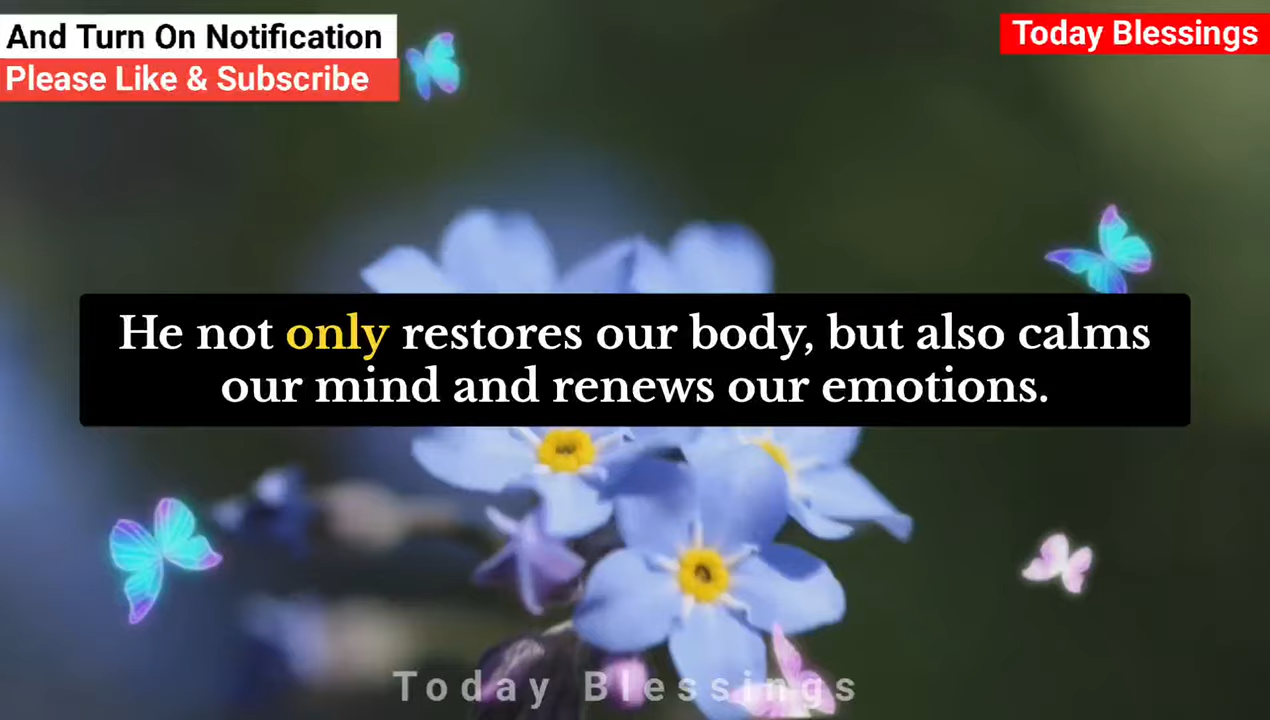 And Turn On Notification
Please Like & Subscribe
Today Blessings
He not only restores our body, but also calms
our mind and renews our emotions.
Today Blessings